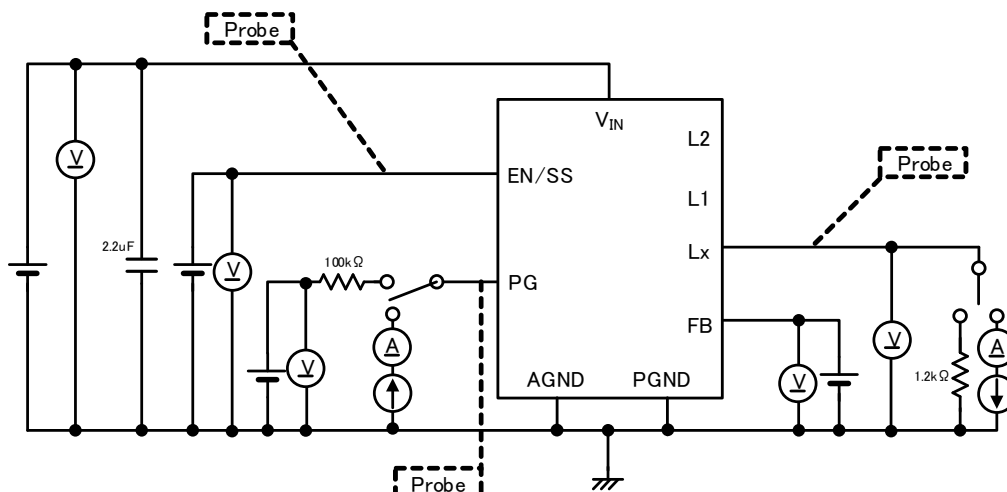 Probe
V
VIN
L2
EN/SS
L1
Probe
2.2uF
V
Lx
100kΩ
PG
FB
V
A
V
V
1.2kΩ
A
AGND
PGND
Probe